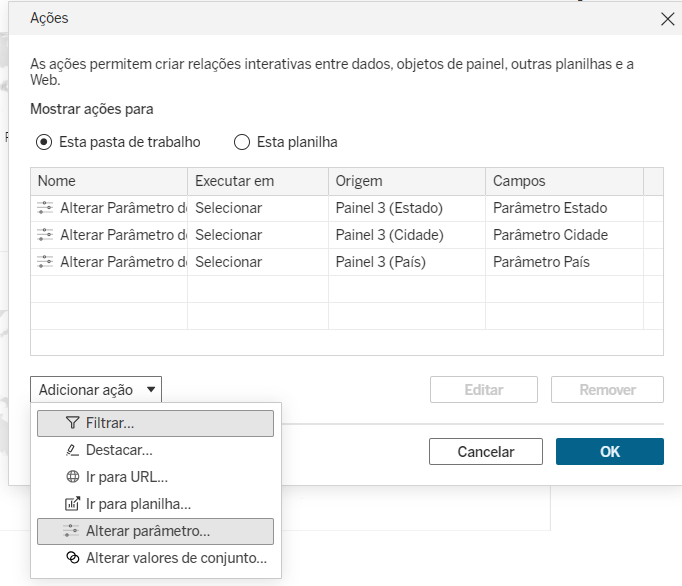 Ações
As ações permitem criar relações interativas entre dados, objetos de painel, outras planilhas e a
Web.
Mostrar ações para
Esta pasta de trabalho Esta planilha
Nome Executar em Origem Campos
Alterar Parâmetro de Selecionar Painel 3 (Estado) Parâmetro Estado
Alterar Parâmetro de Selecionar Painel 3 (Cidade) Parâmetro Cidade
Alterar Parâmetro de Selecionar Painel 3 (País) Parâmetro País
Adicionar ação Editar Remover
Filtrar...
Destacar...
Cancelar OK
Ir para URL...
Ir para planilha...
Alterar parâmetro...
Alterar valores de conjunto...